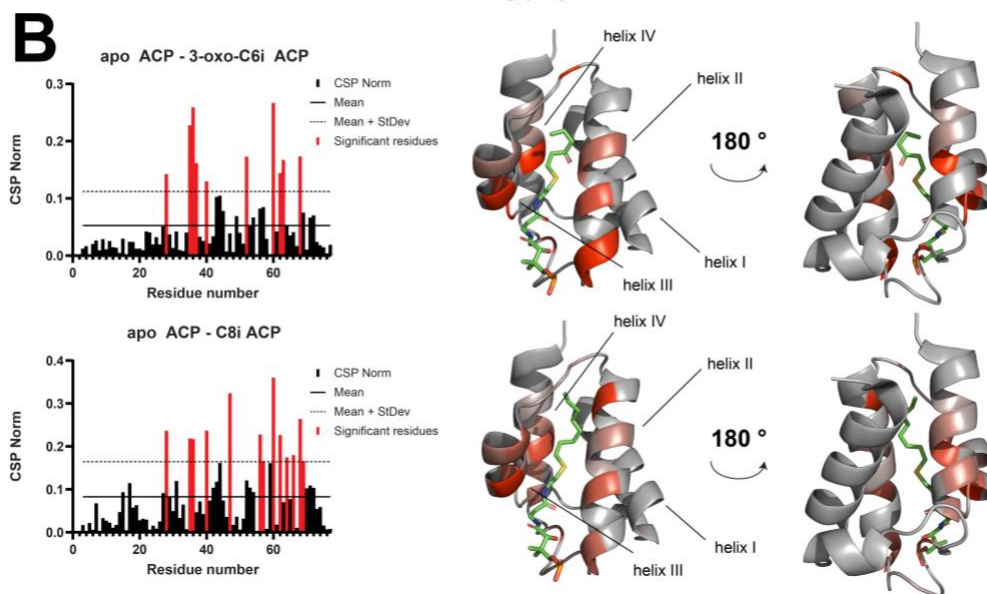 B
apo ACP - 3-oxo-C6i ACP
CSP Norm
0.3
0.2
0.1
0.0
0
20
40
60
Residue number
CSP Norm
Mean
Mean + StDev
Significant residues
helix IV
helix II
180 °
helix I
helix III
apo ACP - C8i ACP
CSP Norm
0.4
0.3
0.2
0.1
0.0
0
20
40
60
Residue number
CSP Norm
Mean
Mean + StDev
Significant residues
helix IV
helix II
180 °
helix I
helix III